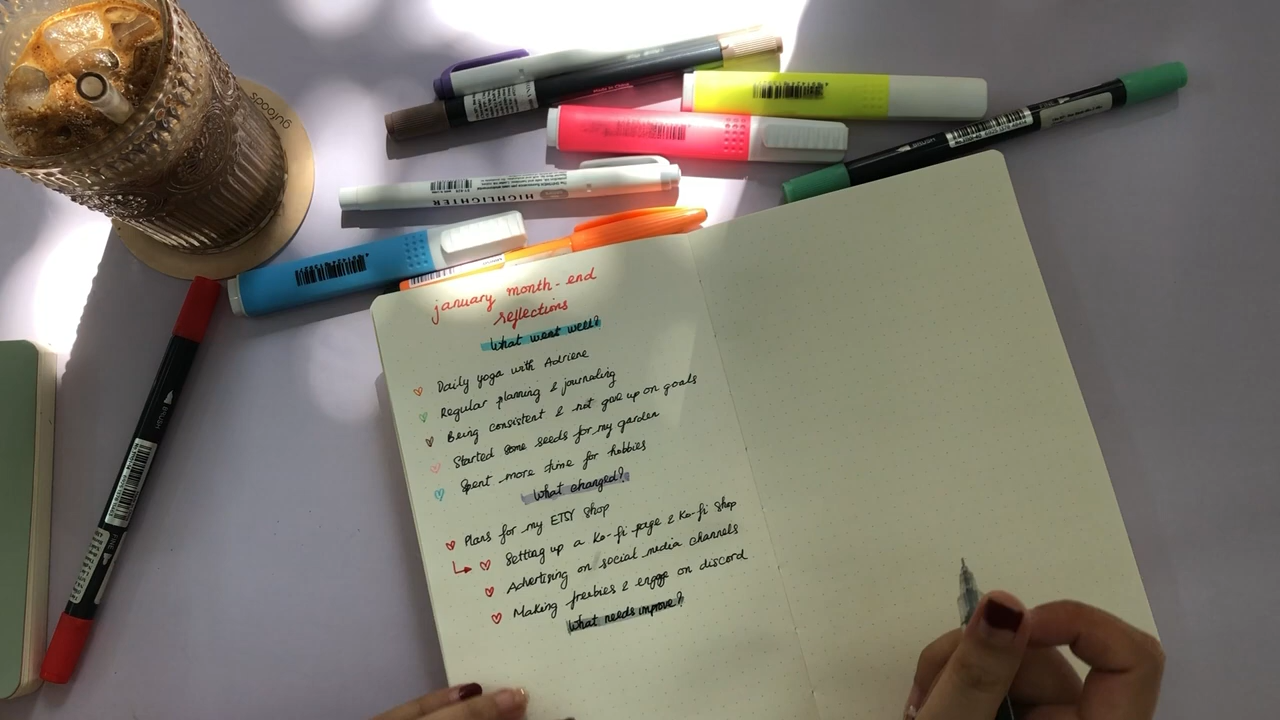 gulfoods
HIGHLIGHTER
january month-end
reflections
What went well?
Daily yoga with Adriene
Regular planning & journaling
Being consistent & not give up on goals
Started some seeds for my garden
Spent more time for hobbies
What changed?
Plans for my ETSY Shop
Setting up a Ko-fi page & Ko-fi Shop
Advertising on social media channels
Making freebies & engage on discord
What needs improve?
BRUSH
FINE